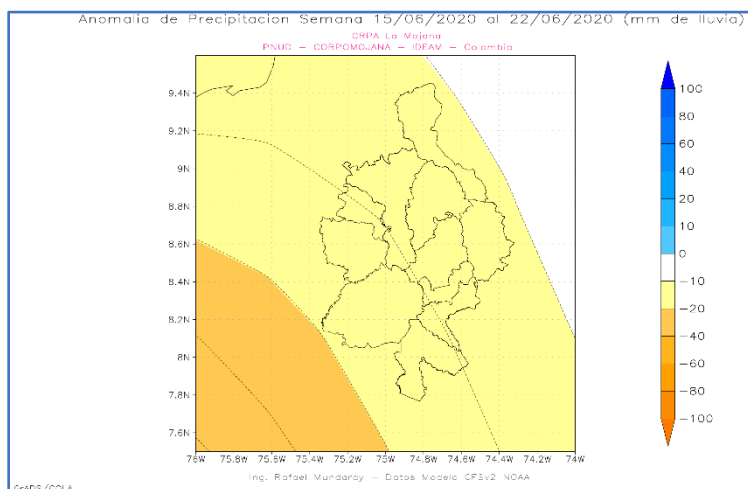 Anomalia de Precipitacion Semana 15/06/2020 al 22/06/2020 (mm de lluvia)
CRPA La Mojana
PNUD – CORPOMOJANA – IDEAM – Colombia
9.4N
9.2N
9N
8.8N
8.6N
8.4N
8.2N
8N
7.8N
7.6N
76W 75.8W 75.6W 75.4W 75.2W 75W 74.8W 74.6W 74.4W 74.2W 74W
100
80
60
40
20
10
0
-10
-20
-40
-60
-80
-100
Ing. Rafael Mundaray – Datos Modelo CFSv2 NOAA
GrADS/COLA